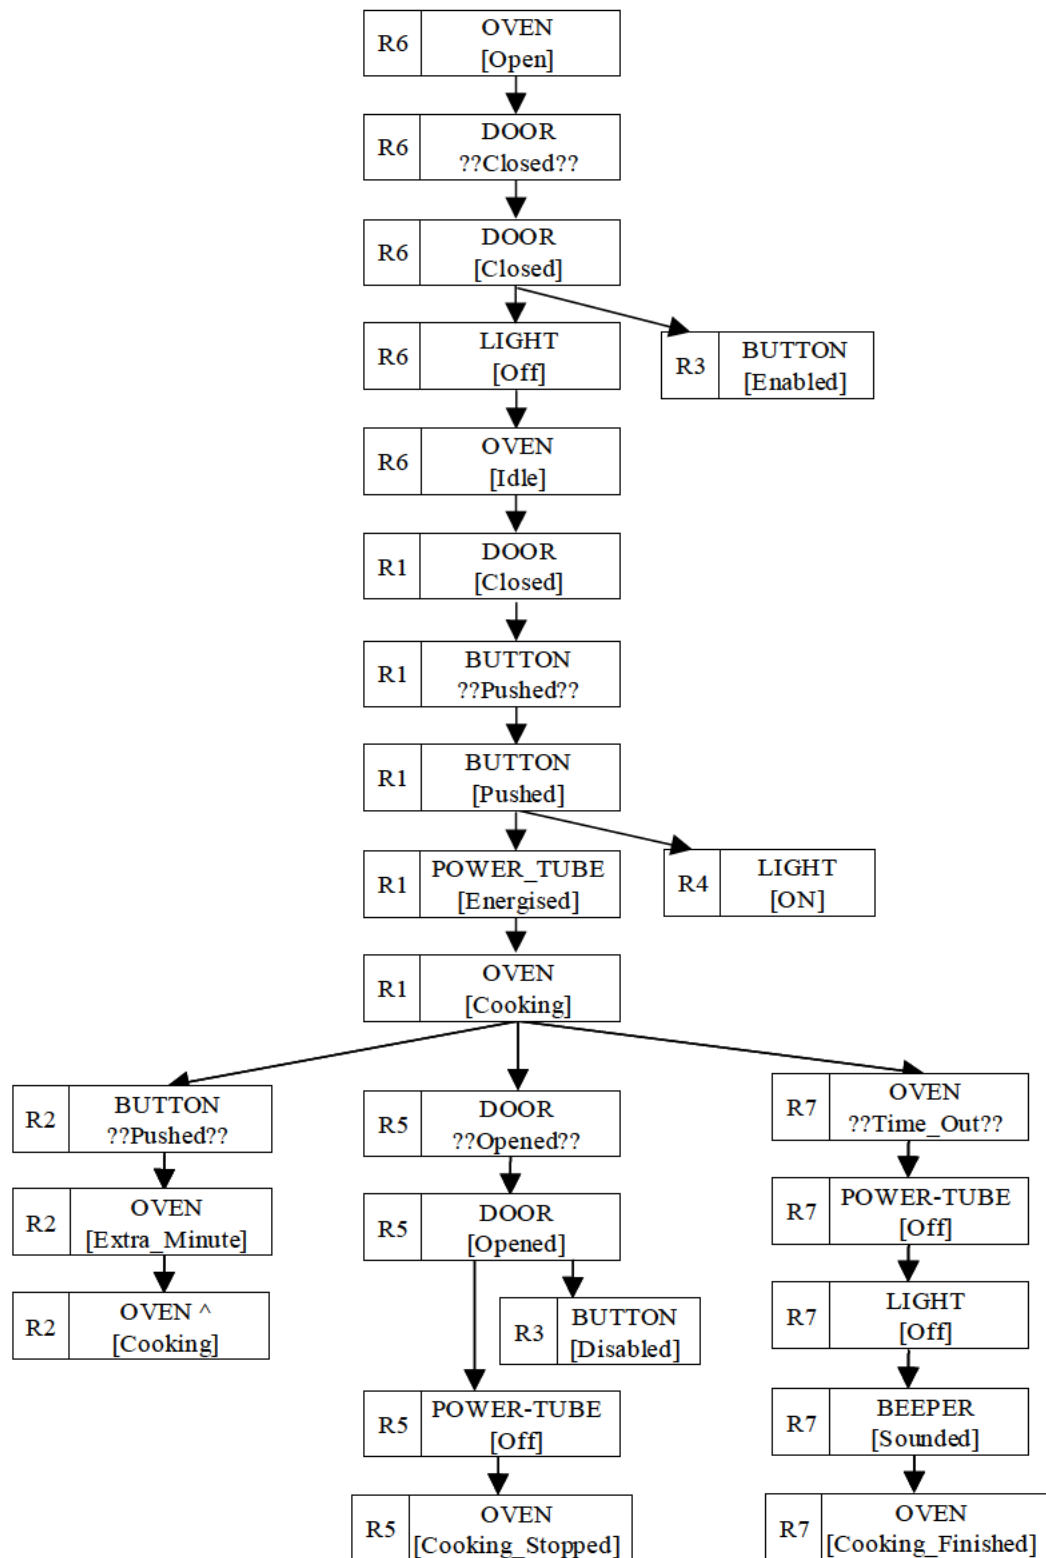 R6
OVEN
[Open]
R6
DOOR
??Closed??
R6
DOOR
[Closed]
R6
LIGHT
[Off]
R3
BUTTON
[Enabled]
R6
OVEN
[Idle]
R1
DOOR
[Closed]
R1
BUTTON
??Pushed??
R1
BUTTON
[Pushed]
R1
POWER_TUBE
[Energised]
R4
LIGHT
[ON]
R1
OVEN
[Cooking]
R2
BUTTON
??Pushed??
R2
OVEN
[Extra_Minute]
R2
OVEN ^
[Cooking]
R5
DOOR
??Opened??
R5
DOOR
[Opened]
R3
BUTTON
[Disabled]
R5
POWER-TUBE
[Off]
R5
OVEN
[Cooking_Stopped]
R7
OVEN
??Time_Out??
R7
POWER-TUBE
[Off]
R7
LIGHT
[Off]
R7
BEEPER
[Sounded]
R7
OVEN
[Cooking_Finished]